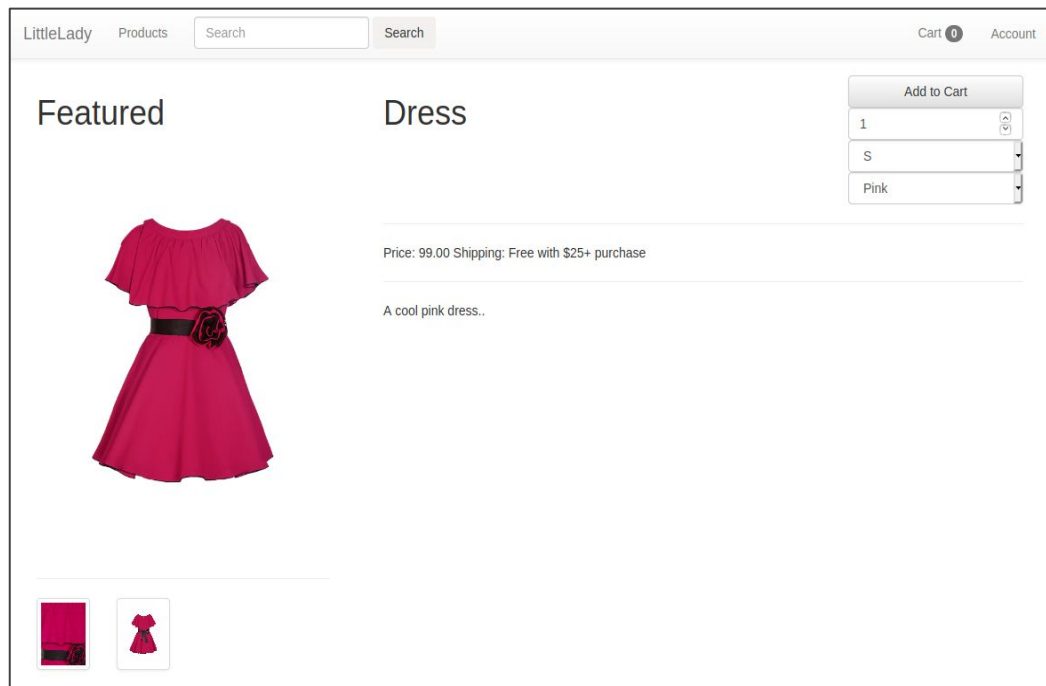 LittleLady Products Search Search Cart 0 Account
Featured
Dress
Add to Cart
1
S
Pink
Price: 99.00 Shipping: Free with $25+ purchase
A cool pink dress..